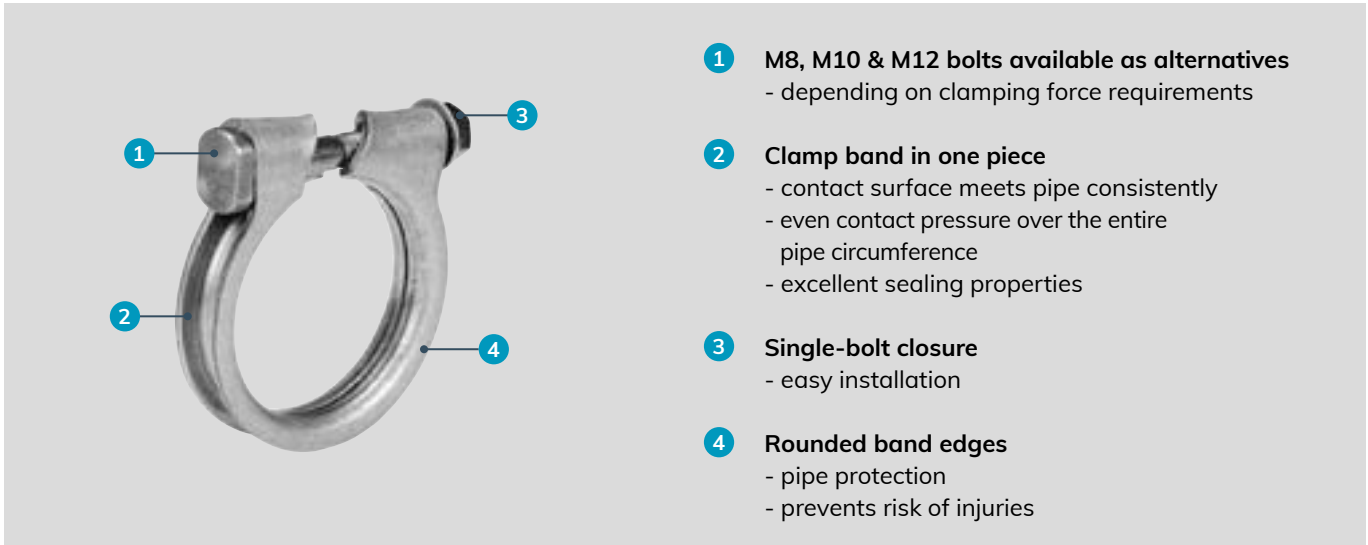 1
M8, M10 & M12 bolts available as alternatives
- depending on clamping force requirements
2
Clamp band in one piece
- contact surface meets pipe consistently
- even contact pressure over the entire
pipe circumference
- excellent sealing properties
3
Single-bolt closure
- easy installation
4
Rounded band edges
- pipe protection
- prevents risk of injuries
1
3
2
4